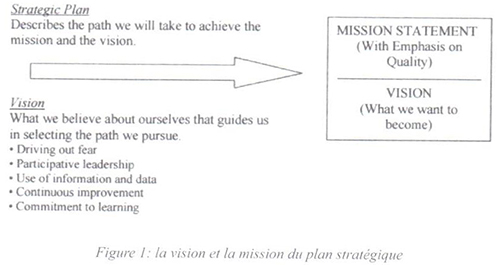 Strategic Plan
Describes the path we will take to achieve the
mission and the vision.
MISSION STATEMENT
(With Emphasis on
Quality)
VISION
(What we want to
become)
Vision
What we believe about ourselves that guides us
in selecting the path we pursue.
• Driving out fear
• Participative leadership
• Use of information and data
• Continuous improvement
• Commitment to learning
Figure 1: la vision et la mission du plan stratégique